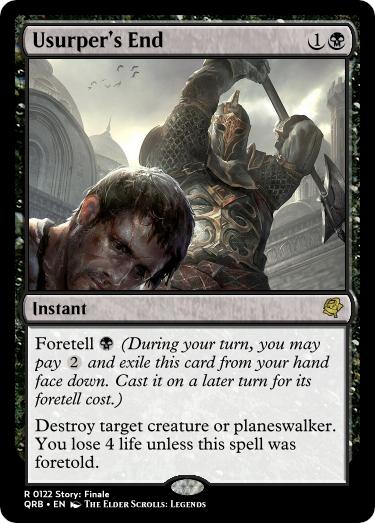 Usurper's End 1
Instant
Foretell (During your turn, you may
pay 2 and exile this card from your hand
face down. Cast it on a later turn for its
foretell cost.)
Destroy target creature or planeswalker.
You lose 4 life unless this spell was
foretold.
R 0122 Story: Finale
QRB • EN The Elder Scrolls: Legends